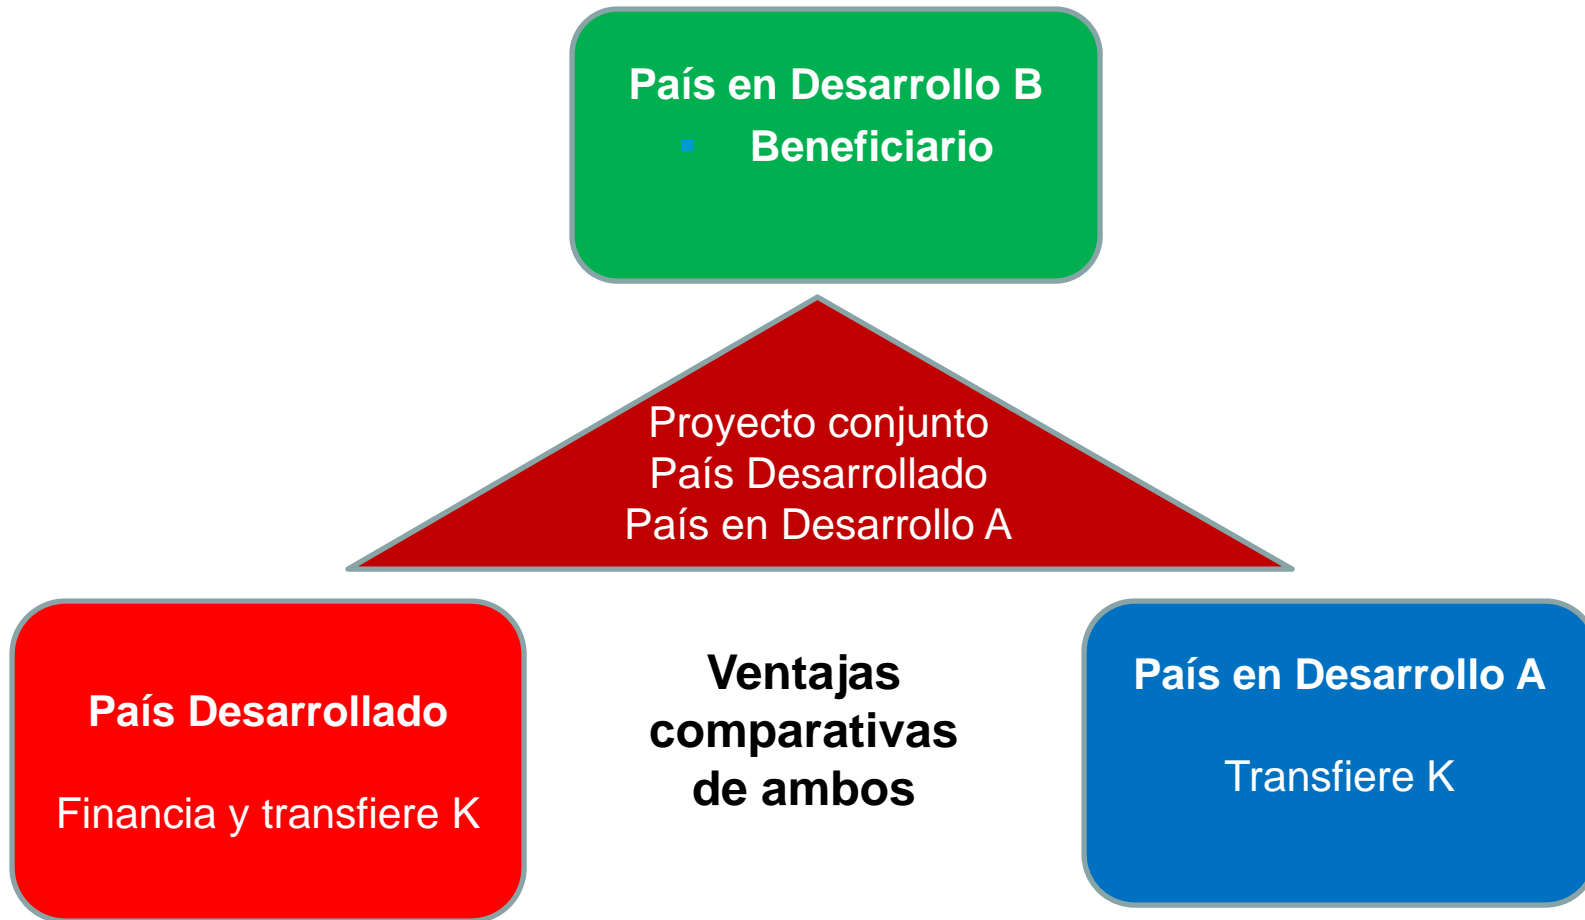 País en Desarrollo B
▪ Beneficiario
Proyecto conjunto
País Desarrollado
País en Desarrollo A
País Desarrollado
Financia y transfiere K
Ventajas
comparativas
de ambos
País en Desarrollo A
Transfiere K